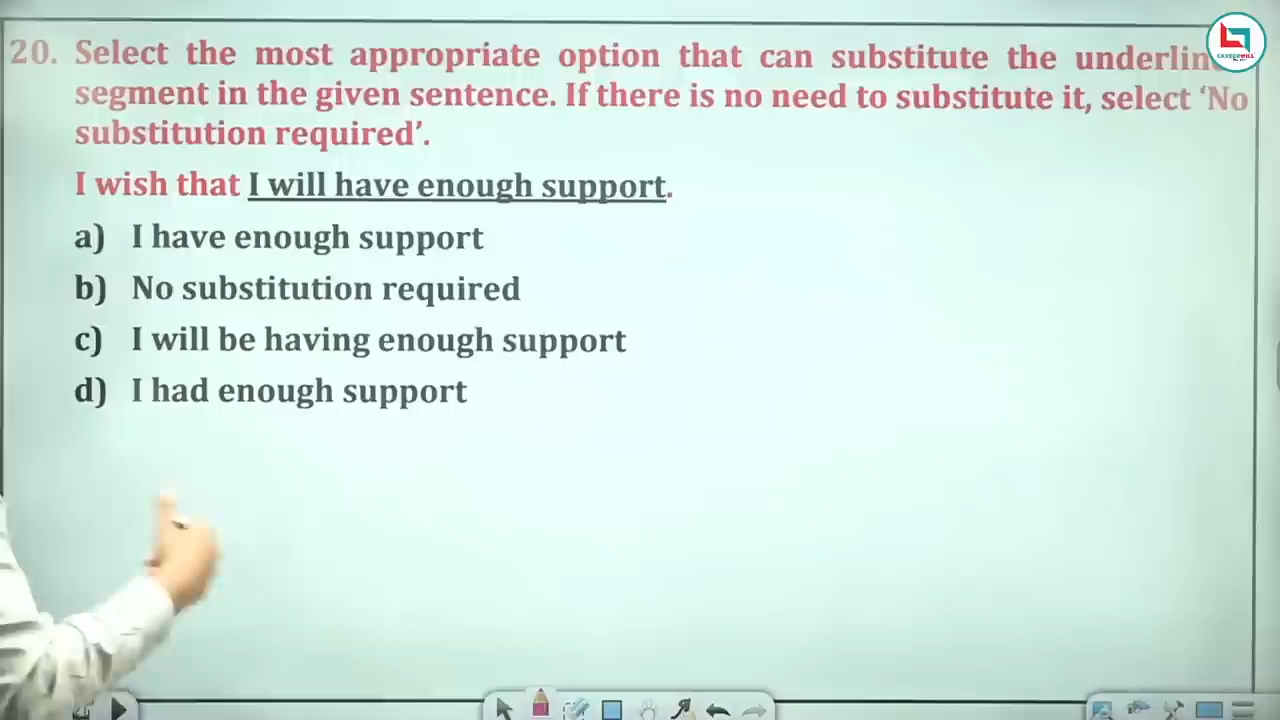 20. Select the most appropriate option that can substitute the underlin
segment in the given sentence. If there is no need to substitute it, select ‘No
substitution required’.
I wish that I will have enough support.
a) I have enough support
b) No substitution required
c) I will be having enough support
d) I had enough support
CAREERWILL